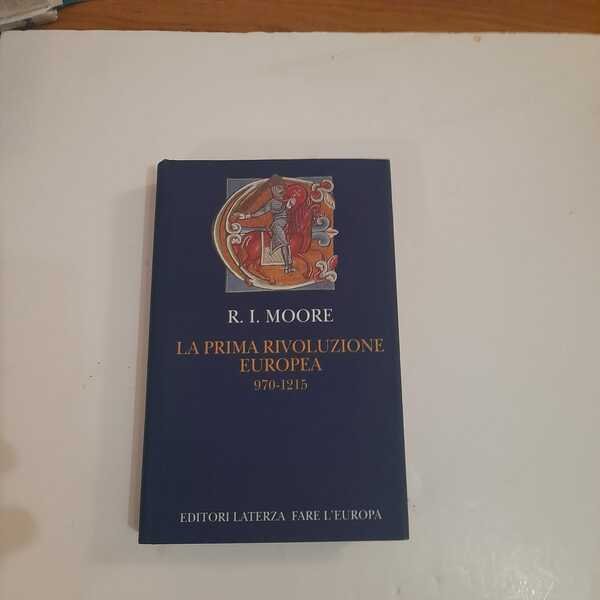 R. I. MOORE
LA PRIMA RIVOLUZIONE
EUROPEA
970-1215
EDITORI LATERZA FARE L'EUROPA